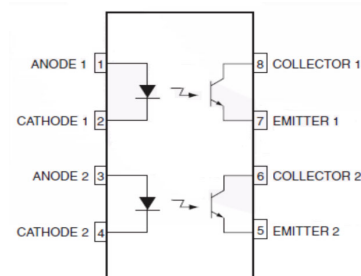 ANODE 1 1 8 COLLECTOR 1
CATHODE 1 2 7 EMITTER 1
ANODE 2 3 6 COLLECTOR 2
CATHODE 2 4 5 EMITTER 2